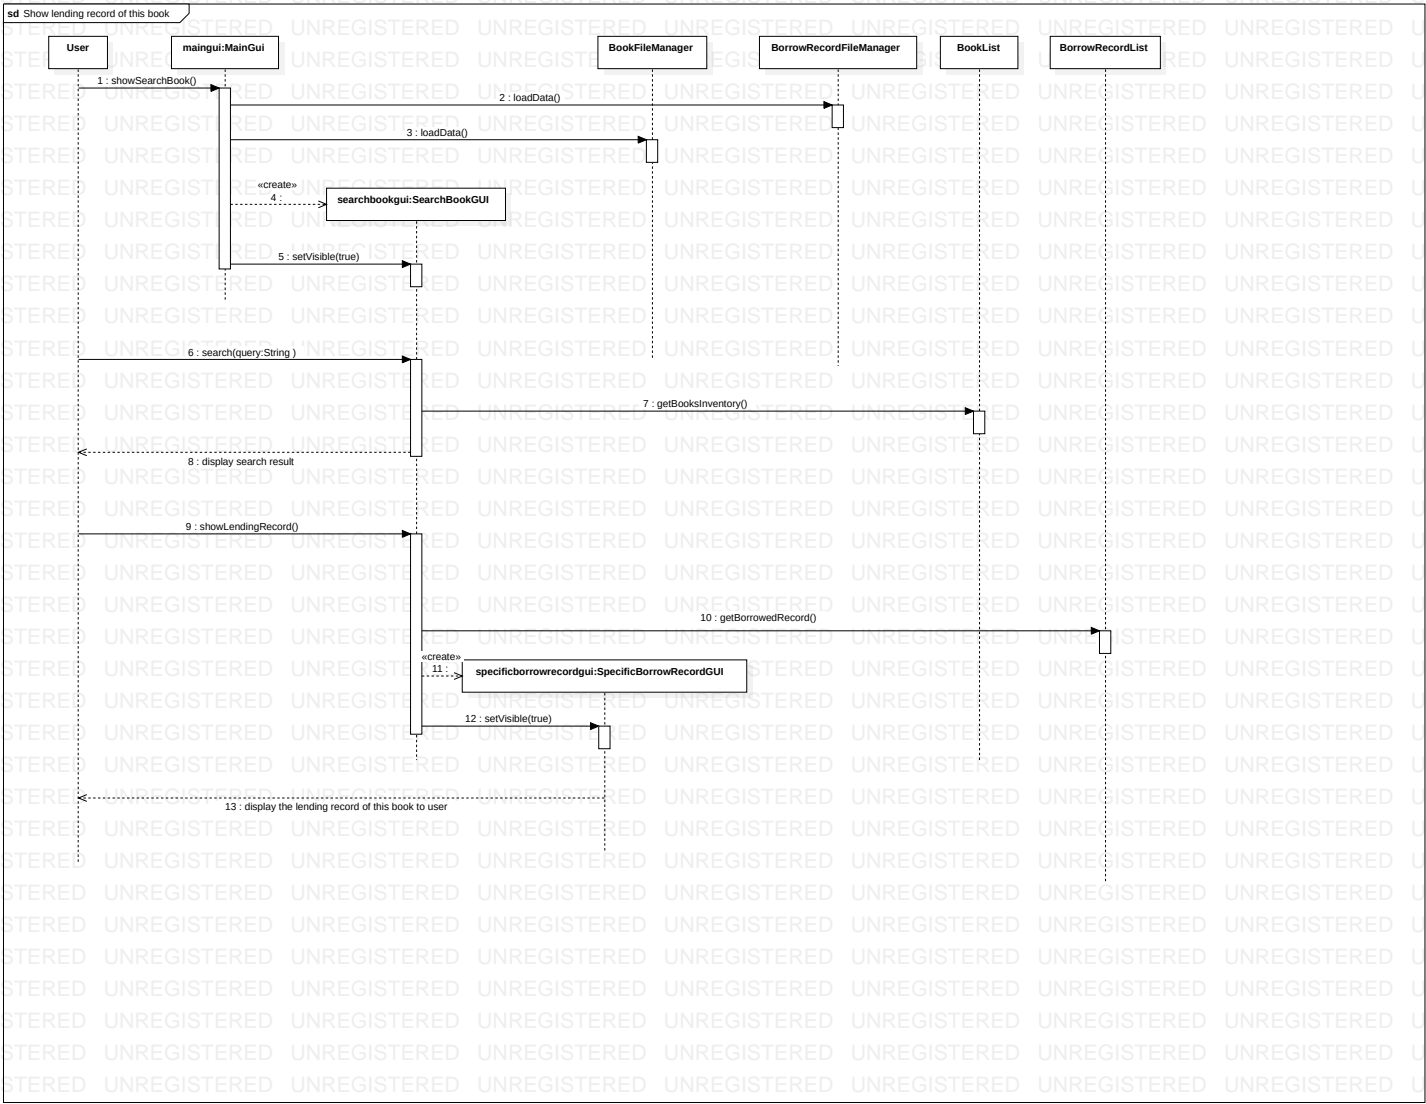 sd Show lending record of this book
User
maingui:MainGui
BookFileManager
BorrowRecordFileManager
BookList
BorrowRecordList
1 : showSearchBook()
2 : loadData()
3 : loadData()
«create»
4 :
searchbookgui:SearchBookGUI
5 : setVisible(true)
6 : search(query:String )
7 : getBooksInventory()
8 : display search result
9 : showLendingRecord()
10 : getBorrowedRecord()
«create»
11 :
specificborrowrecordgui:SpecificBorrowRecordGUI
12 : setVisible(true)
13 : display the lending record of this book to user
UNREGISTERED